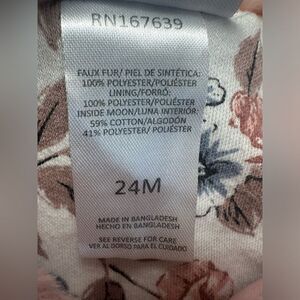 RN167639
FAUX FUR/ PIEL DE SINTÉTICA:
100% POLYESTER/POLIÉSTER
LINING/FORRO:
100% POLYESTER/POLIÉSTER
INSIDE MOON/LUNA INTERIOR:
59% COTTON/ALGODÓN
41% POLYESTER/ POLIÉSTER
24M
MADE IN BANGLADESH
HECHO EN BANGLADESH
SEE REVERSE FOR CARE
VER AL DORSO PARA EL CUIDADO